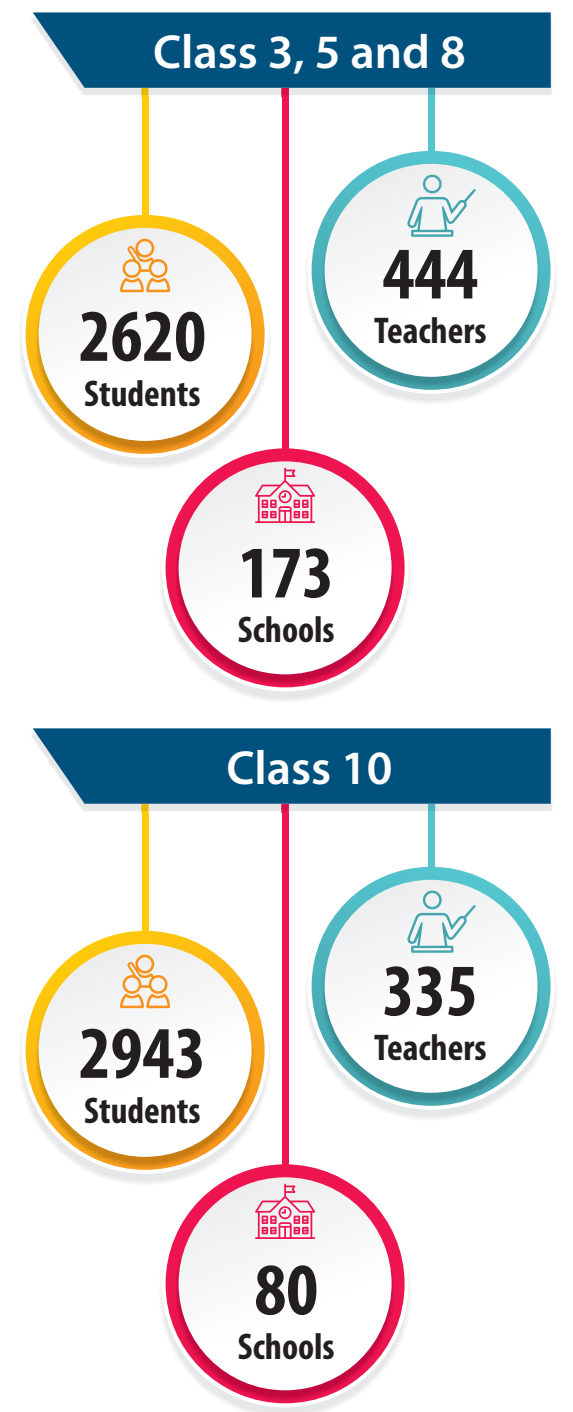 Class 3, 5 and 8
444
Teachers
2620
Students
173
Schools
Class 10
335
Teachers
2943
Students
80
Schools